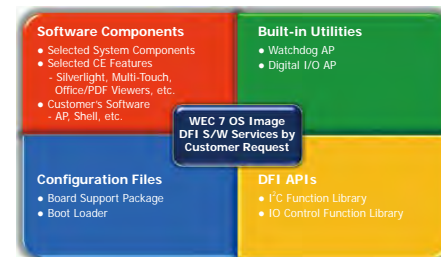 Software Components
● Selected System Components
● Selected CE Features
- Silverlight, Multi-Touch,
Office/PDF Viewers, etc.
● Customer's Software
- AP, Shell, etc.
Built-in Utilities
● Watchdog AP
● Digital I/O AP
WEC 7 OS Image
DFI S/W Services by
Customer Request
Configuration Files
● Board Support Package
● Boot Loader
DFI APIs
● I²C Function Library
● IO Control Function Library